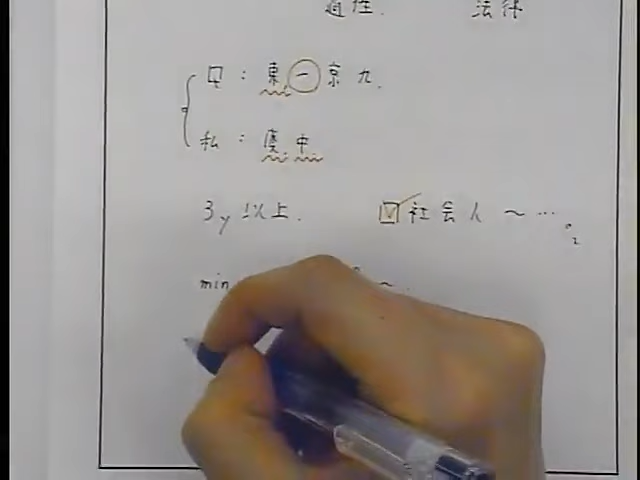 適性. 法律
国 : 東 一 京 九.
私 : 慶 中
3y 以上. 社会人 ~ …
min ~.